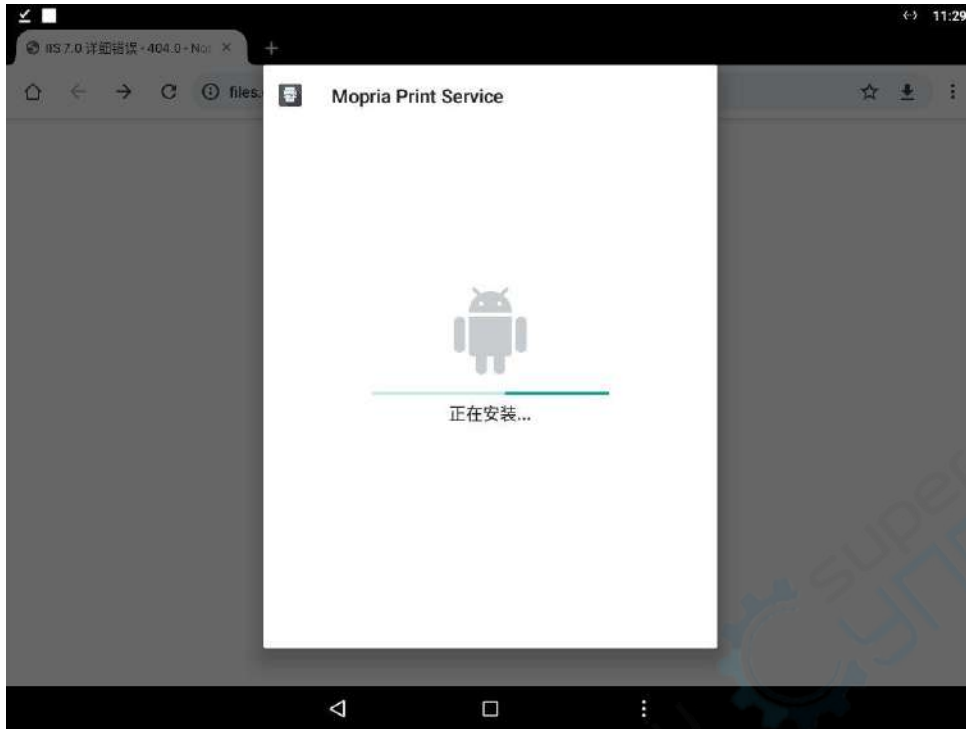 11:29
IIS 7.0 详细错误 - 404.0 - No
files.
Mopria Print Service
正在安装...
SUPER